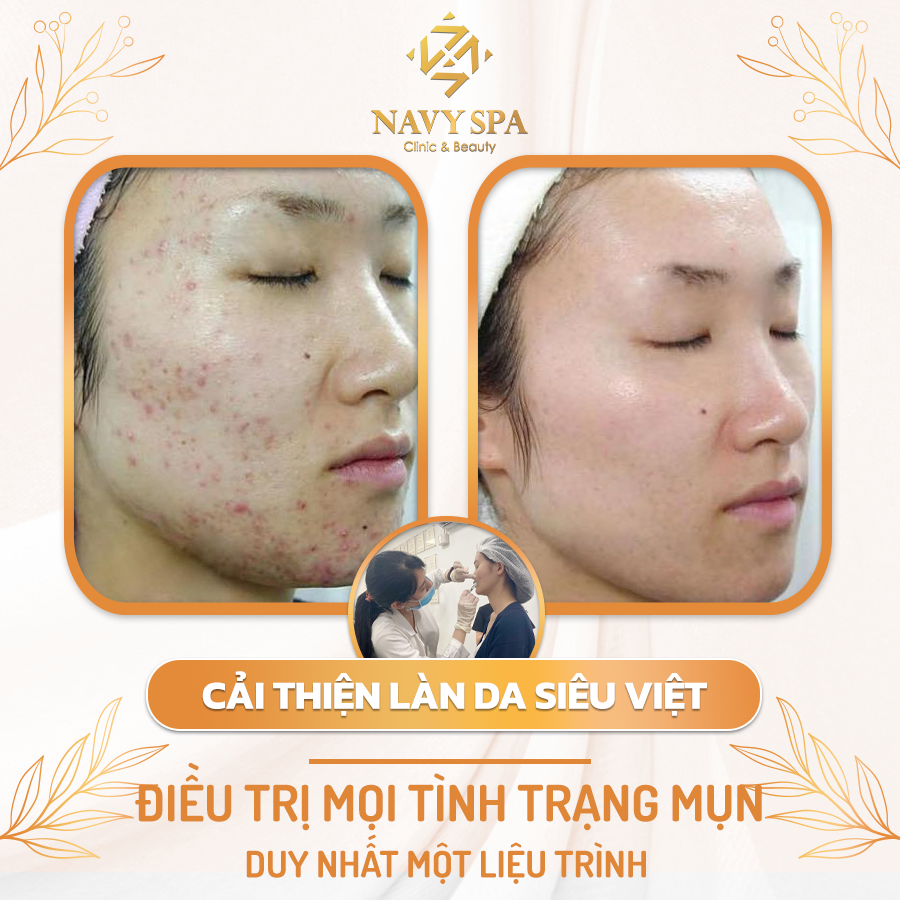 NAVY SPA
Clinic & Beauty
CẢI THIỆN LÀN DA SIÊU VIỆT
ĐIỀU TRỊ MỌI TÌNH TRẠNG MỤN
DUY NHẤT MỘT LIỆU TRÌNH